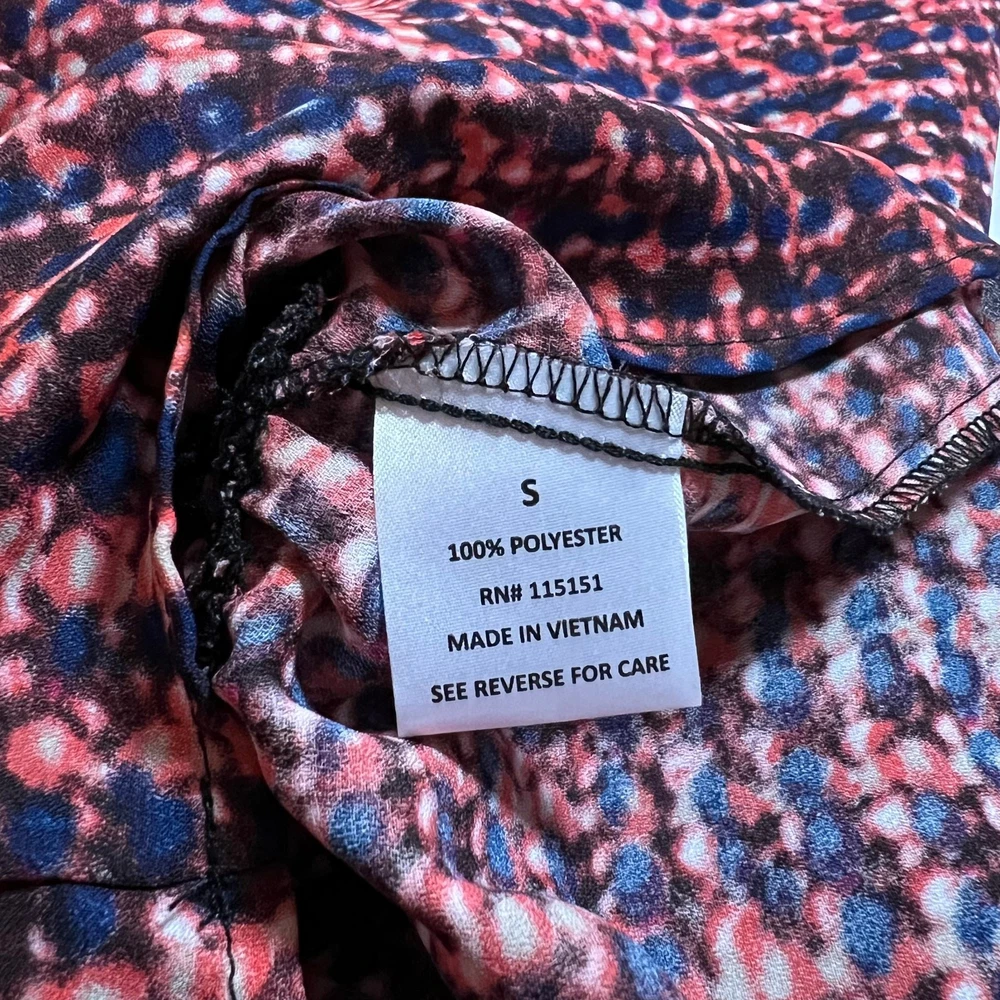 S
100% POLYESTER
RN# 115151
MADE IN VIETNAM
SEE REVERSE FOR CARE